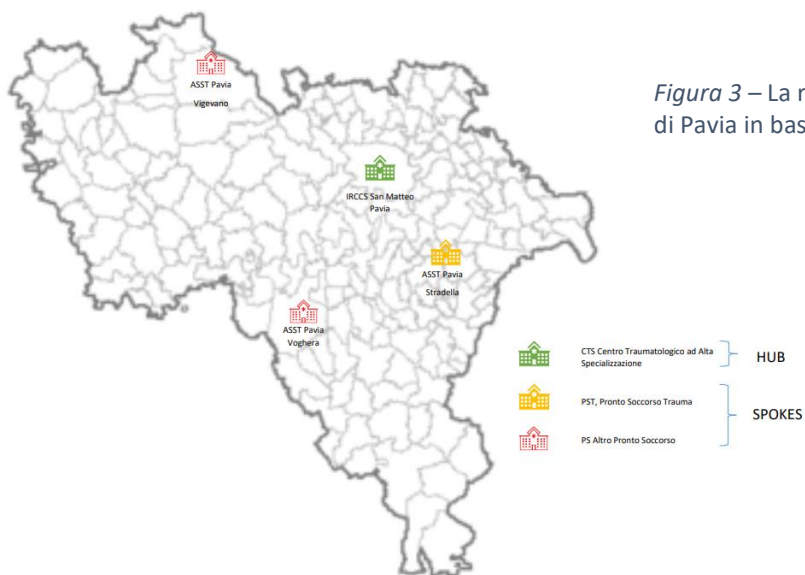 ASST Pavia
Vigevano
Figura 3 – La r
di Pavia in bas
IRCCS San Matteo
Pavia
ASST Pavia
Stradella
ASST Pavia
Voghera
CTS Centro Traumatologico ad Alta
Specializzazione
HUB
PST, Pronto Soccorso Trauma
SPOKES
PS Altro Pronto Soccorso